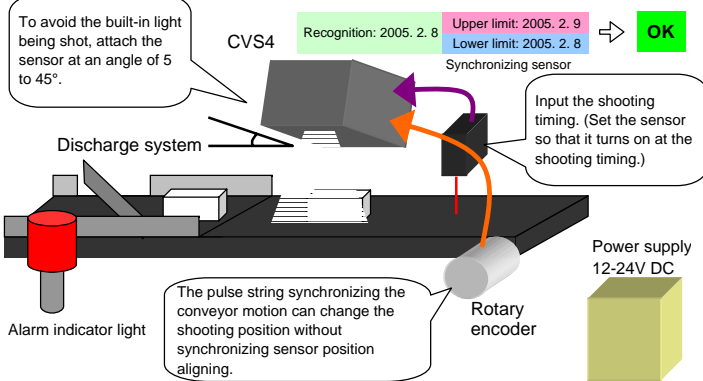 To avoid the built-in light
being shot, attach the
sensor at an angle of 5
to 45°.
CVS4
Recognition: 2005. 2. 8
Upper limit: 2005. 2. 9
Lower limit: 2005. 2. 8
OK
Synchronizing sensor
Input the shooting
timing. (Set the sensor
so that it turns on at the
shooting timing.)
Discharge system
Alarm indicator light
The pulse string synchronizing the
conveyor motion can change the
shooting position without
synchronizing sensor position
aligning.
Rotary
encoder
Power supply
12-24V DC